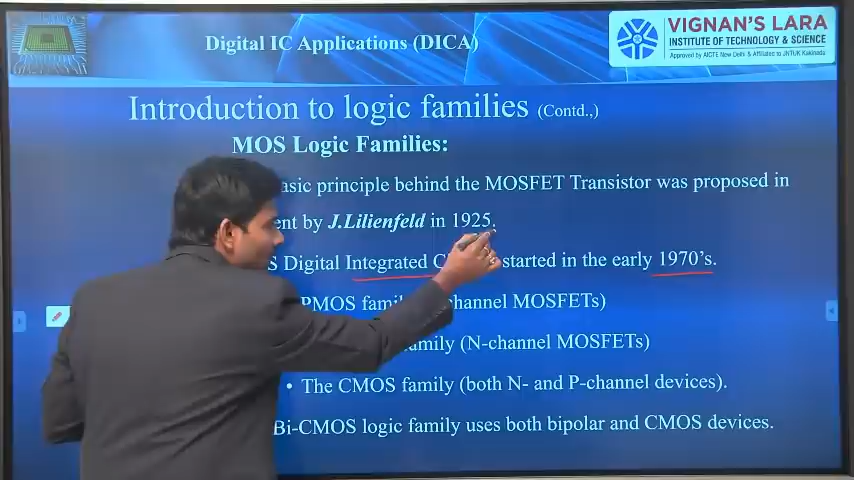 Digital IC Applications (DICA)
VIGNAN'S LARA
INSTITUTE OF TECHNOLOGY & SCIENCE
Approved by AICTE New Delhi & Affiliated to JNTUK Kakinada
Introduction to logic families (Contd.,)
MOS Logic Families:
asic principle behind the MOSFET Transistor was proposed in
ent by J.Lilienfeld in 1925.
S Digital Integrated C started in the early 1970's.
PMOS fami channel MOSFETs)
amily (N-channel MOSFETs)
• The CMOS family (both N- and P-channel devices).
Bi-CMOS logic family uses both bipolar and CMOS devices.